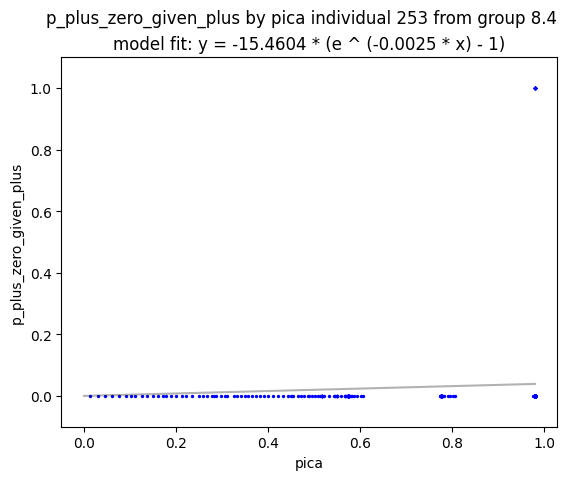 p_plus_zero_given_plus by pica individual 253 from group 8.4
model fit: y = -15.4604 * (e ^ (-0.0025 * x) - 1)
1.0
0.8
0.6
0.4
0.2
0.0
p_plus_zero_given_plus
0.0 0.2 0.4 0.6 0.8 1.0
pica